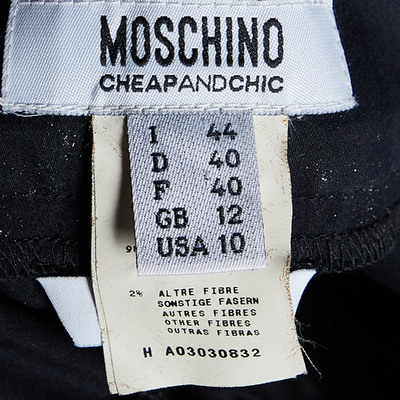 MOSCHINO
CHEAPANDCHIC
I 44
D 40
F 40
GB 12
USA 10
2% ALTRE FIBRE
SONSTIGE FASERN
AUTRES FIBRES
OTHER FIBRES
OUTRAS FIBRAS
H A03030832